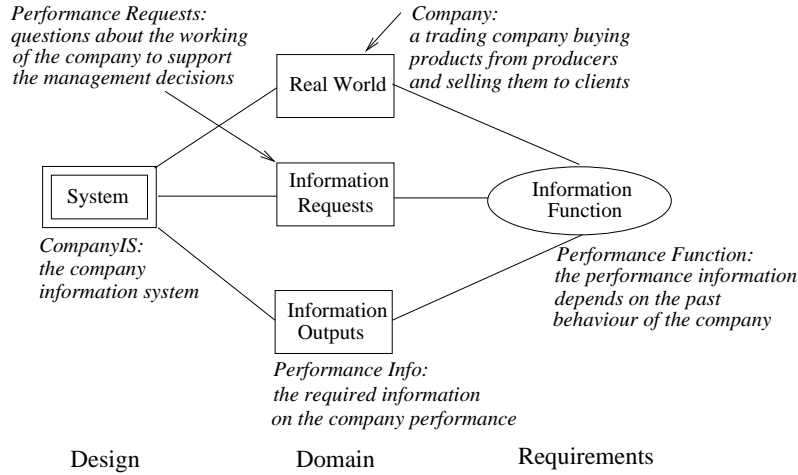 Performance Requests:
questions about the working
of the company to support
the management decisions
Company:
a trading company buying
products from producers
and selling them to clients
Real World
System
Information
Requests
Information
Function
CompanyIS:
the company
information system
Performance Function:
the performance information
depends on the past
behaviour of the company
Information
Outputs
Performance Info:
the required information
on the company performance
Design
Domain
Requirements